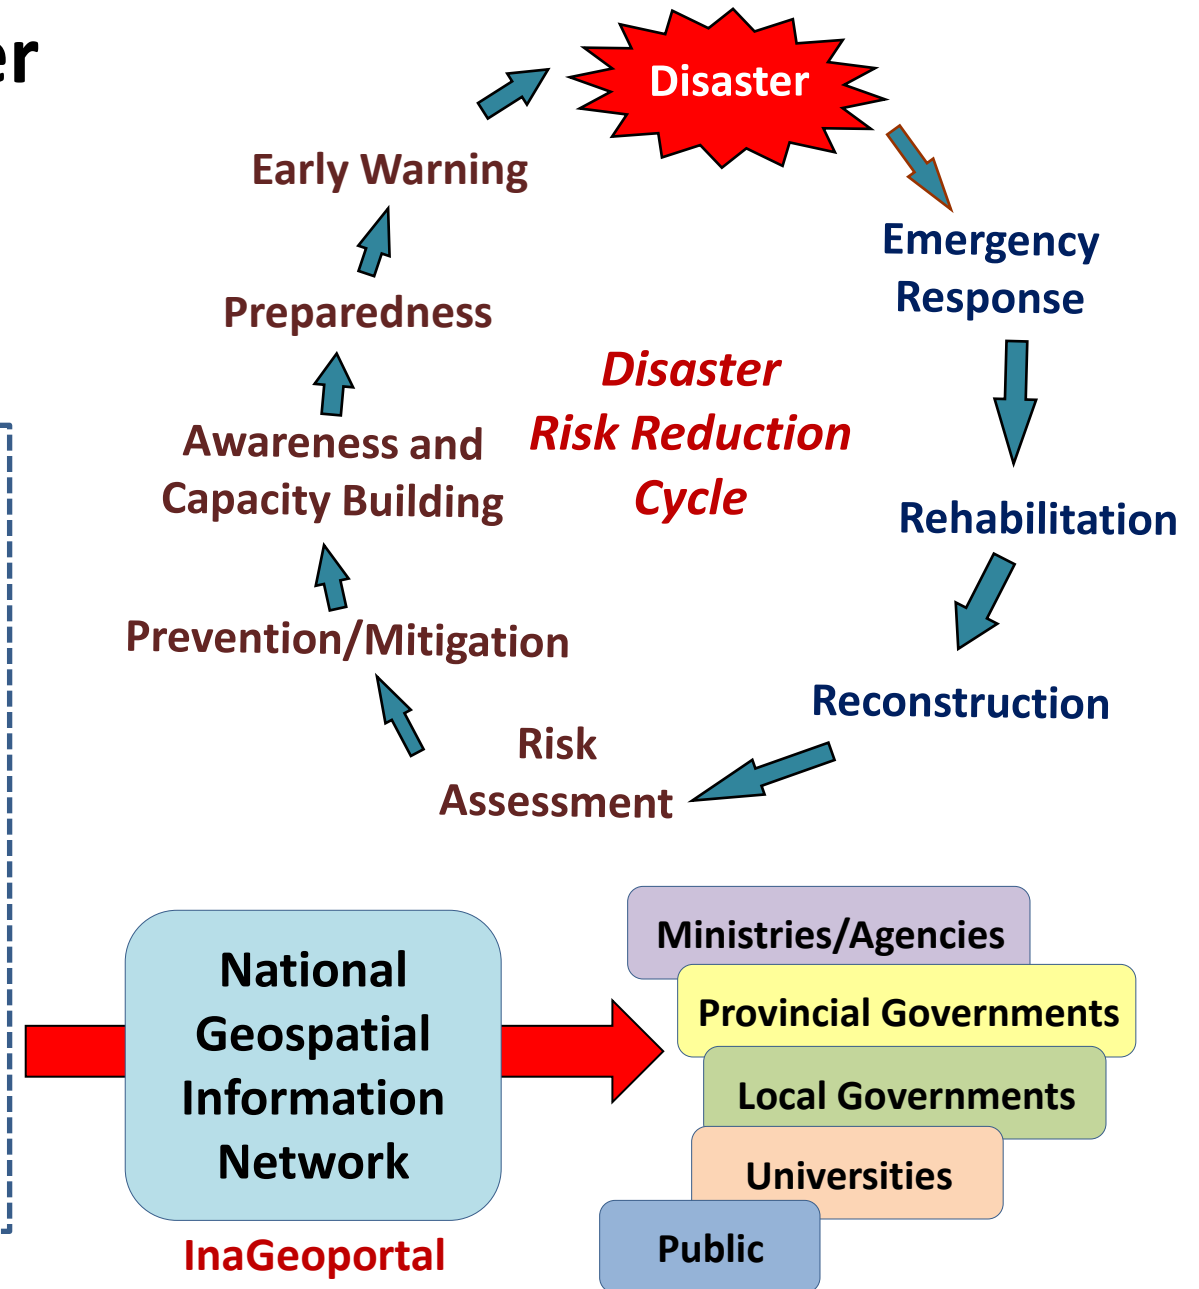 er
Disaster
Early Warning
Emergency
Response
Preparedness
Disaster
Risk Reduction
Cycle
Awareness and
Capacity Building
Rehabilitation
Prevention/Mitigation
Reconstruction
Risk
Assessment
National
Geospatial
Information
Network
InaGeoportal
Ministries/Agencies
Provincial Governments
Local Governments
Universities
Public